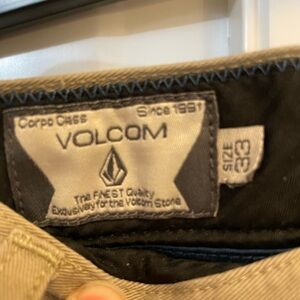 Corpo Class Since 1991
VOLCOM
The FINEST Quality
Exclusively for the Volcom Stone
SIZE 33